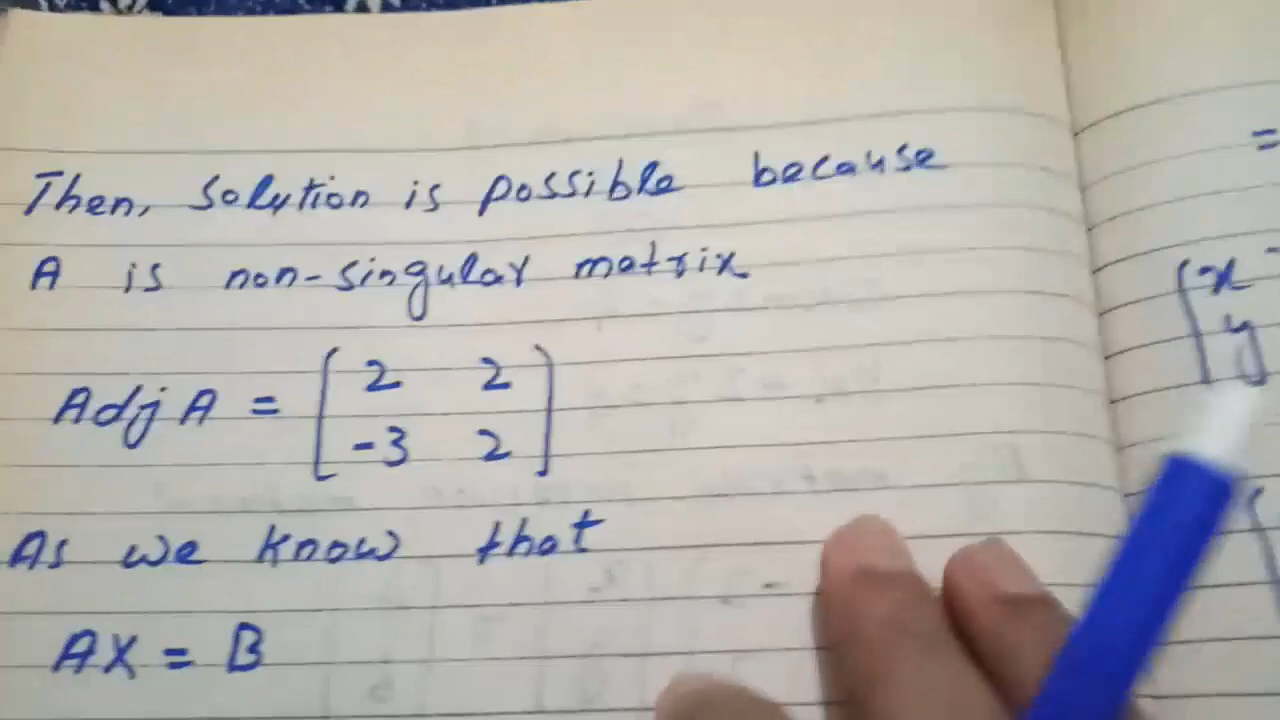 Then, Solution is possible because
A is non-singular matrix
Adj A = [ 2 2
-3 2 ]
As we know that
AX = B
=
[ x
y